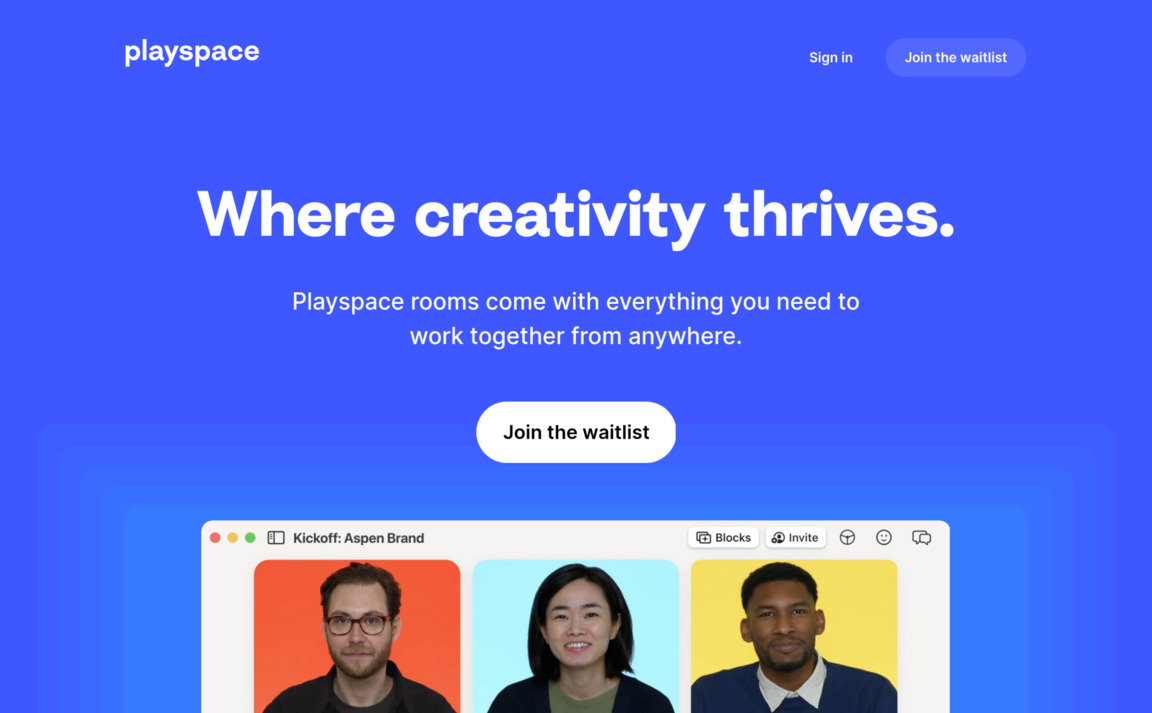 playspace
Sign in
Join the waitlist
Where creativity thrives.
Playspace rooms come with everything you need to
work together from anywhere.
Join the waitlist
Kickoff: Aspen Brand
Blocks
Invite